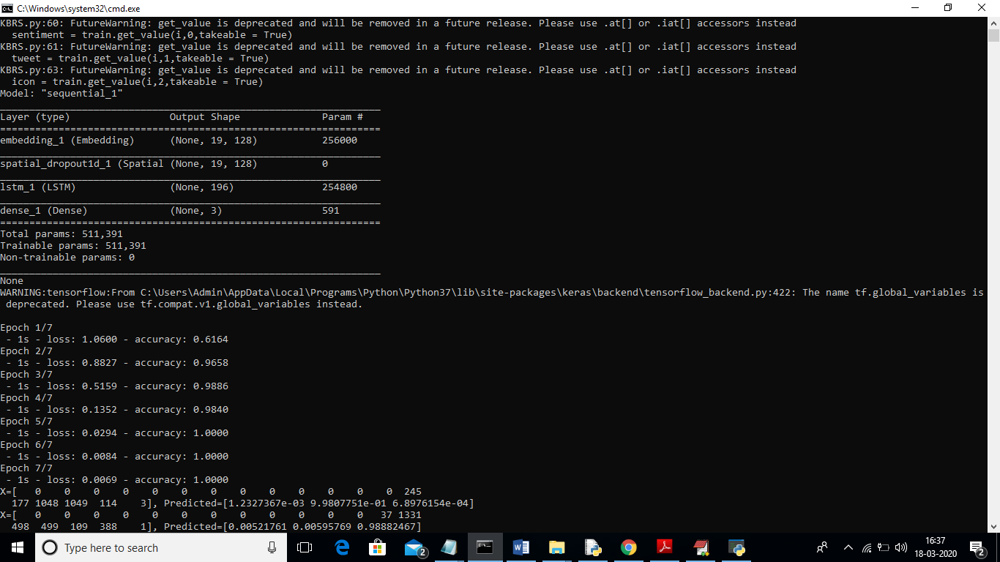 C:\Windows\system32\cmd.exe
KBRS.py:60: FutureWarning: get_value is deprecated and will be removed in a future release. Please use .at[] or .iat[] accessors instead
  sentiment = train.get_value(i,0,takeable = True)
KBRS.py:61: FutureWarning: get_value is deprecated and will be removed in a future release. Please use .at[] or .iat[] accessors instead
  tweet = train.get_value(i,1,takeable = True)
KBRS.py:63: FutureWarning: get_value is deprecated and will be removed in a future release. Please use .at[] or .iat[] accessors instead
  icon = train.get_value(i,2,takeable = True)
Model: "sequential_1"
_________________________________________________________________
Layer (type)                 Output Shape              Param #
=================================================================
embedding_1 (Embedding)      (None, 19, 128)           256000
_________________________________________________________________
spatial_dropout1d_1 (Spatial (None, 19, 128)           0
_________________________________________________________________
lstm_1 (LSTM)                (None, 196)               254800
_________________________________________________________________
dense_1 (Dense)              (None, 3)                 591
=================================================================
Total params: 511,391
Trainable params: 511,391
Non-trainable params: 0
_________________________________________________________________
None
WARNING:tensorflow:From C:\Users\Admin\AppData\Local\Programs\Python\Python37\lib\site-packages\keras\backend\tensorflow_backend.py:422: The name tf.global_variables is
 deprecated. Please use tf.compat.v1.global_variables instead.
Epoch 1/7
 - 1s - loss: 1.0600 - accuracy: 0.6164
Epoch 2/7
 - 1s - loss: 0.8827 - accuracy: 0.9658
Epoch 3/7
 - 1s - loss: 0.5159 - accuracy: 0.9886
Epoch 4/7
 - 1s - loss: 0.1352 - accuracy: 0.9840
Epoch 5/7
 - 1s - loss: 0.0294 - accuracy: 1.0000
Epoch 6/7
 - 1s - loss: 0.0084 - accuracy: 1.0000
Epoch 7/7
 - 1s - loss: 0.0069 - accuracy: 1.0000
X=[   0    0    0    0    0    0    0    0    0    0    0    0    0  245
  177 1048 1049  114    3], Predicted=[1.2327367e-03 9.9807751e-01 6.8976154e-04]
X=[   0    0    0    0    0    0    0    0    0    0    0    0   37 1331
  498  499  109  388    1], Predicted=[0.00521761 0.00595769 0.98882467]
Type here to search
2
16:37
18-03-2020
2